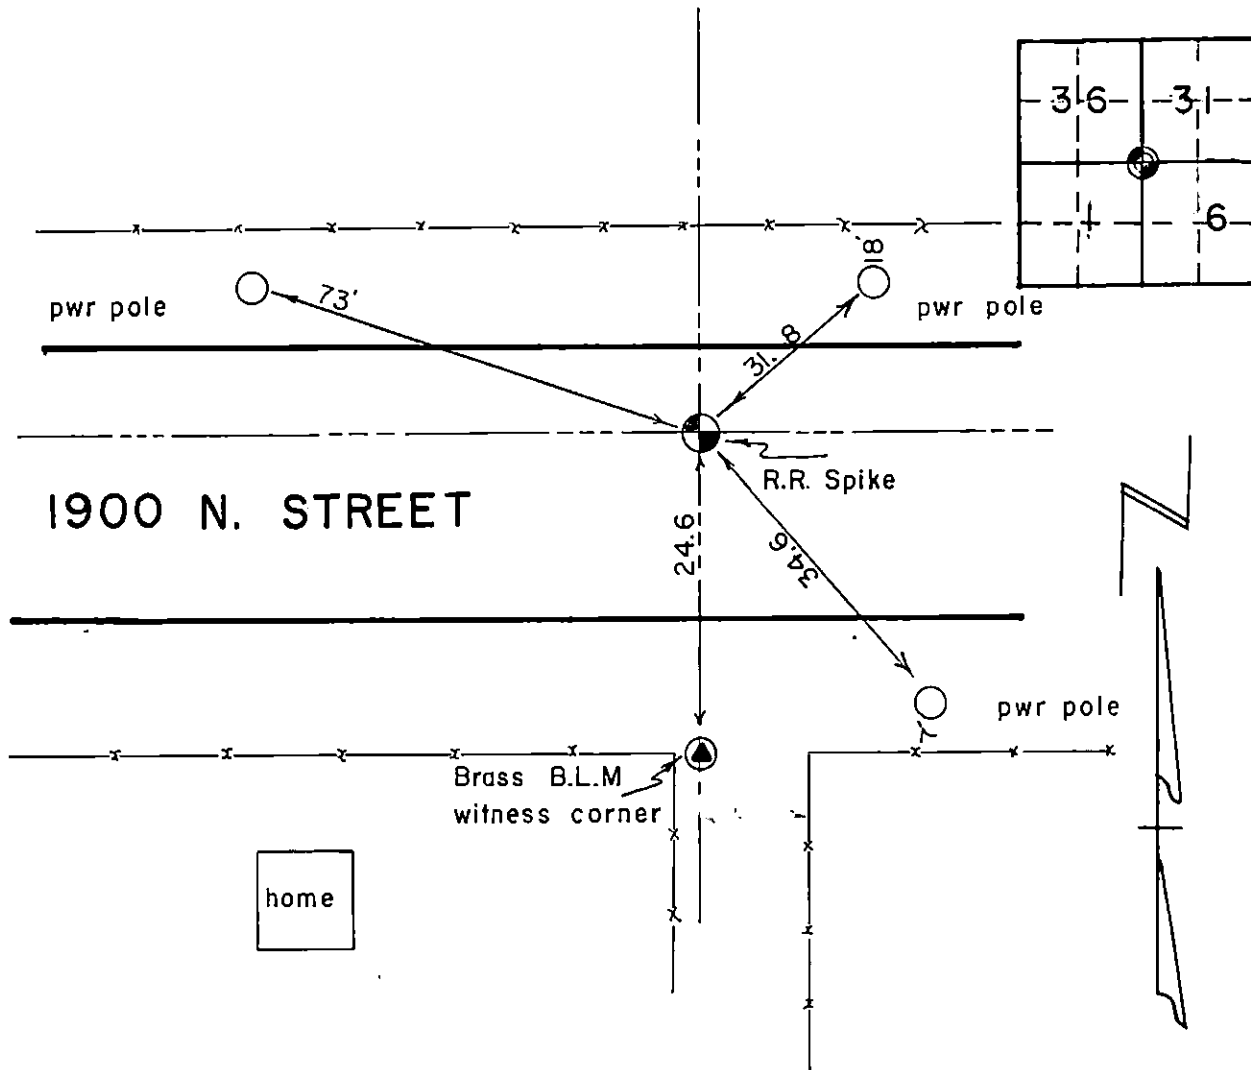 36 31
1 6
18
73'
pwr pole
pwr pole
31.8
R.R. Spike
1900 N. STREET
24.6
34.6
pwr pole
Brass B.L.M
witness corner
home